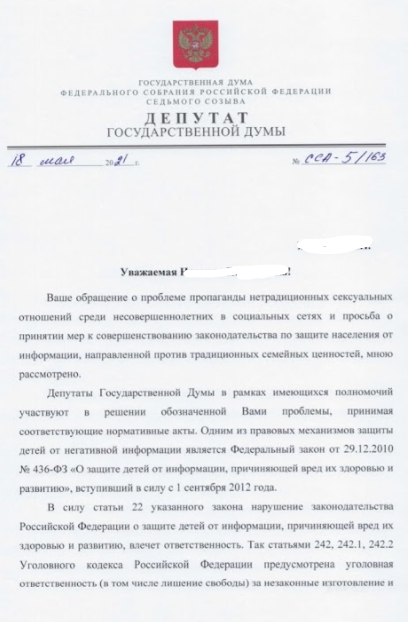 ГОСУДАРСТВЕННАЯ ДУМА
ФЕДЕРАЛЬНОГО СОБРАНИЯ РОССИЙСКОЙ ФЕДЕРАЦИИ
СЕДЬМОГО СОЗЫВА
ДЕПУТАТ
ГОСУДАРСТВЕННОЙ ДУМЫ
18 мая 2021 г. № ССА-5/163
Уважаемая !
Ваше обращение о проблеме пропаганды нетрадиционных сексуальных
отношений среди несовершеннолетних в социальных сетях и просьба о
принятии мер к совершенствованию законодательства по защите населения от
информации, направленной против традиционных семейных ценностей, мною
рассмотрено.
Депутаты Государственной Думы в рамках имеющихся полномочий
участвуют в решении обозначенной Вами проблемы, принимая
соответствующие нормативные акты. Одним из правовых механизмов защиты
детей от негативной информации является Федеральный закон от 29.12.2010
№ 436-ФЗ «О защите детей от информации, причиняющей вред их здоровью и
развитию», вступивший в силу с 1 сентября 2012 года.
В силу статьи 22 указанного закона нарушение законодательства
Российской Федерации о защите детей от информации, причиняющей вред их
здоровью и развитию, влечет ответственность. Так статьями 242, 242.1, 242.2
Уголовного кодекса Российской Федерации предусмотрена уголовная
ответственность (в том числе лишение свободы) за незаконные изготовление и